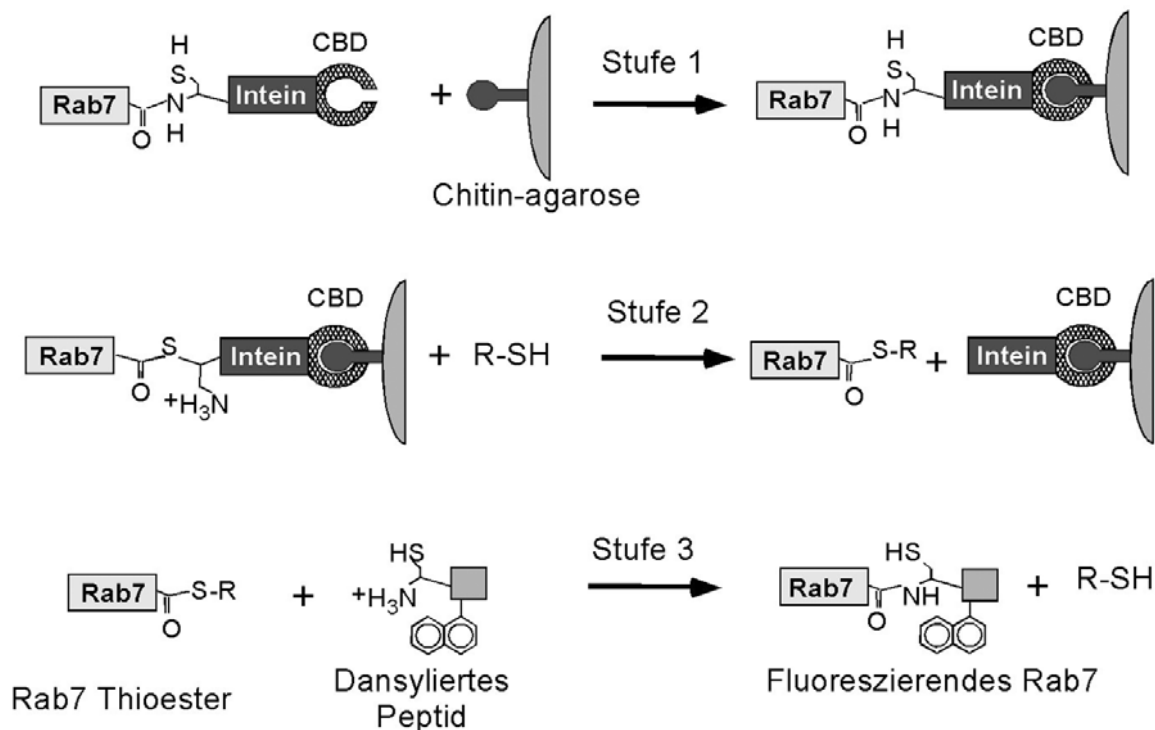 H
S
CBD
Rab7
N
O
H
Intein
+
Stufe 1
H
S
CBD
Rab7
N
O
H
Intein
Chitin-agarose
CBD
Rab7
S
O
+H3N
Intein
+ R-SH
Stufe 2
Rab7
S-R
O
+
CBD
Intein
Rab7
S-R
O
+
HS
+H3N
Stufe 3
HS
Rab7
O
NH
+ R-SH
Rab7 Thioester
Dansyliertes
Peptid
Fluoreszierendes Rab7